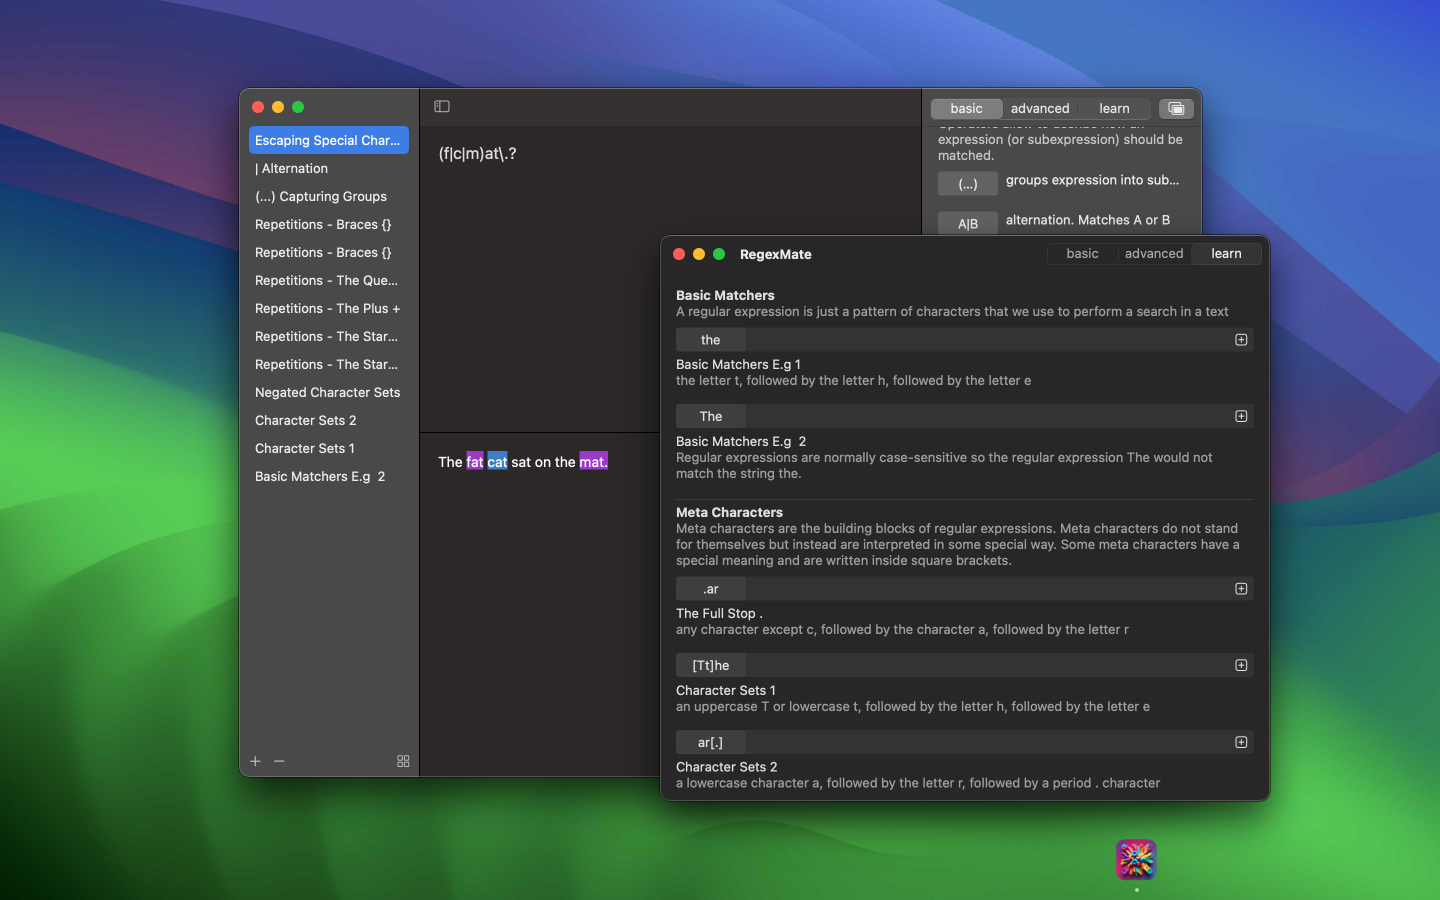 basic advanced learn
Escaping Special Char...
| Alternation
(...) Capturing Groups
Repetitions - Braces {}
Repetitions - Braces {}
Repetitions - The Que...
Repetitions - The Plus +
Repetitions - The Star...
Repetitions - The Star...
Negated Character Sets
Character Sets 2
Character Sets 1
Basic Matchers E.g  2
(f|c|m)at\.?
The fat cat sat on the mat.
expression (or subexpression) should be
matched.
(...) groups expression into sub...
A|B alternation. Matches A or B
RegexMate
basic advanced learn
Basic Matchers
A regular expression is just a pattern of characters that we use to perform a search in a text
the
Basic Matchers E.g 1
the letter t, followed by the letter h, followed by the letter e
The
Basic Matchers E.g  2
Regular expressions are normally case-sensitive so the regular expression The would not
match the string the.
Meta Characters
Meta characters are the building blocks of regular expressions. Meta characters do not stand
for themselves but instead are interpreted in some special way. Some meta characters have a
special meaning and are written inside square brackets.
.ar
The Full Stop .
any character except c, followed by the character a, followed by the letter r
[Tt]he
Character Sets 1
an uppercase T or lowercase t, followed by the letter h, followed by the letter e
ar[.]
Character Sets 2
a lowercase character a, followed by the letter r, followed by a period . character